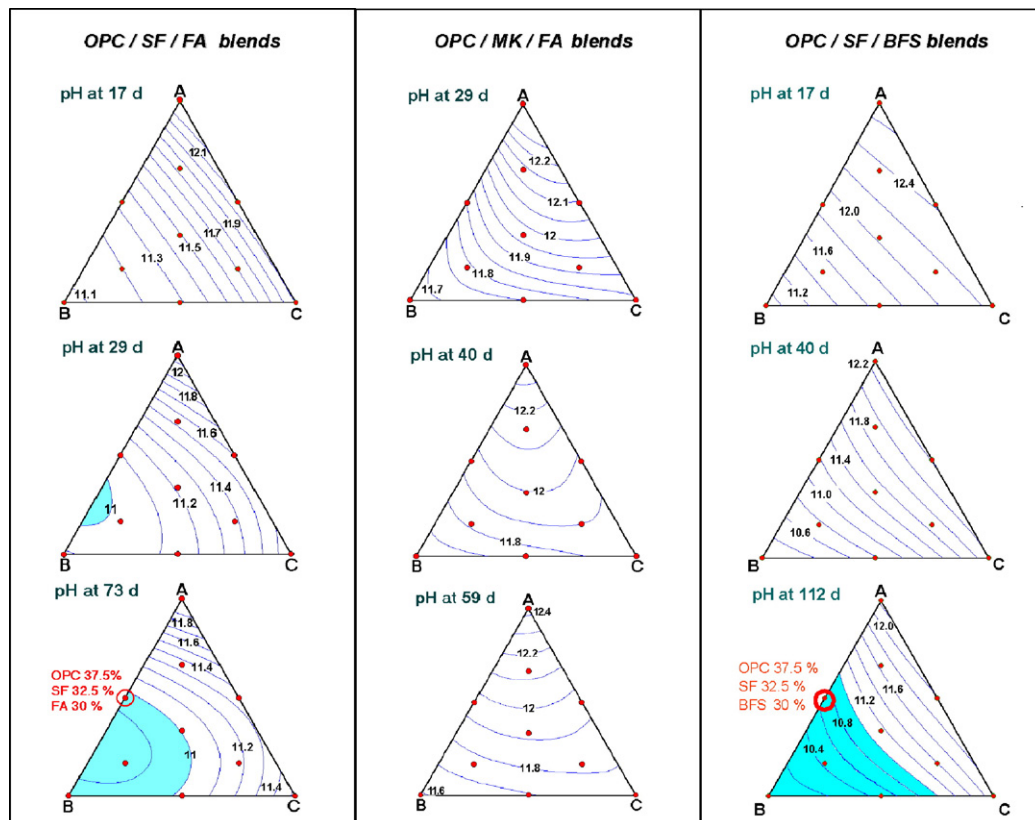 OPC / SF / FA blends
pH at 17 d
A
12.1
11.9
11.7
11.5
11.3
11.1
B
C
pH at 29 d
A
12
11.8
11.6
11.4
11.2
11
B
C
pH at 73 d
A
11.8
11.6
11.4
OPC 37.5%
SF 32.5 %
FA 30 %
11
11.2
11.4
B
C
OPC / MK / FA blends
pH at 29 d
A
12.2
12.1
12
11.9
11.8
11.7
B
C
pH at 40 d
A
12.2
12
11.8
B
C
pH at 59 d
A
12.4
12.2
12
11.8
11.6
B
C
OPC / SF / BFS blends
pH at 17 d
A
12.4
12.0
11.6
11.2
B
C
pH at 40 d
A
12.2
11.8
11.4
11.0
10.6
B
C
pH at 112 d
A
12.0
OPC 37.5 %
SF 32.5 %
BFS 30 %
11.6
11.2
10.8
10.4
B
C